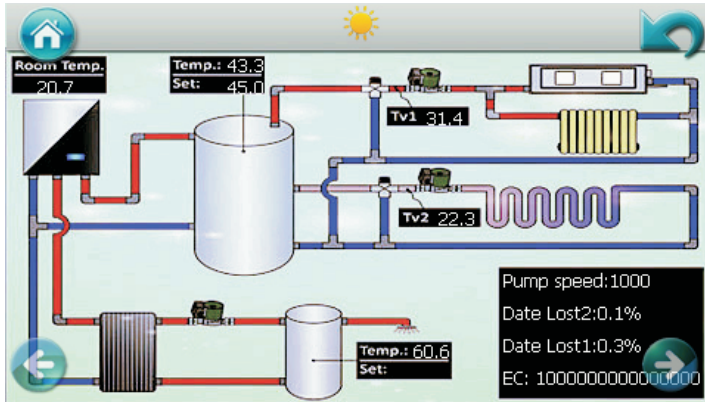 Room Temp.
20.7
Temp.: 43.3
Set: 45.0
Tv1 31.4
Tv2 22.3
Temp.: 60.6
Set:
Pump speed:1000
Date Lost2:0.1%
Date Lost1:0.3%
EC: 1000000000000000